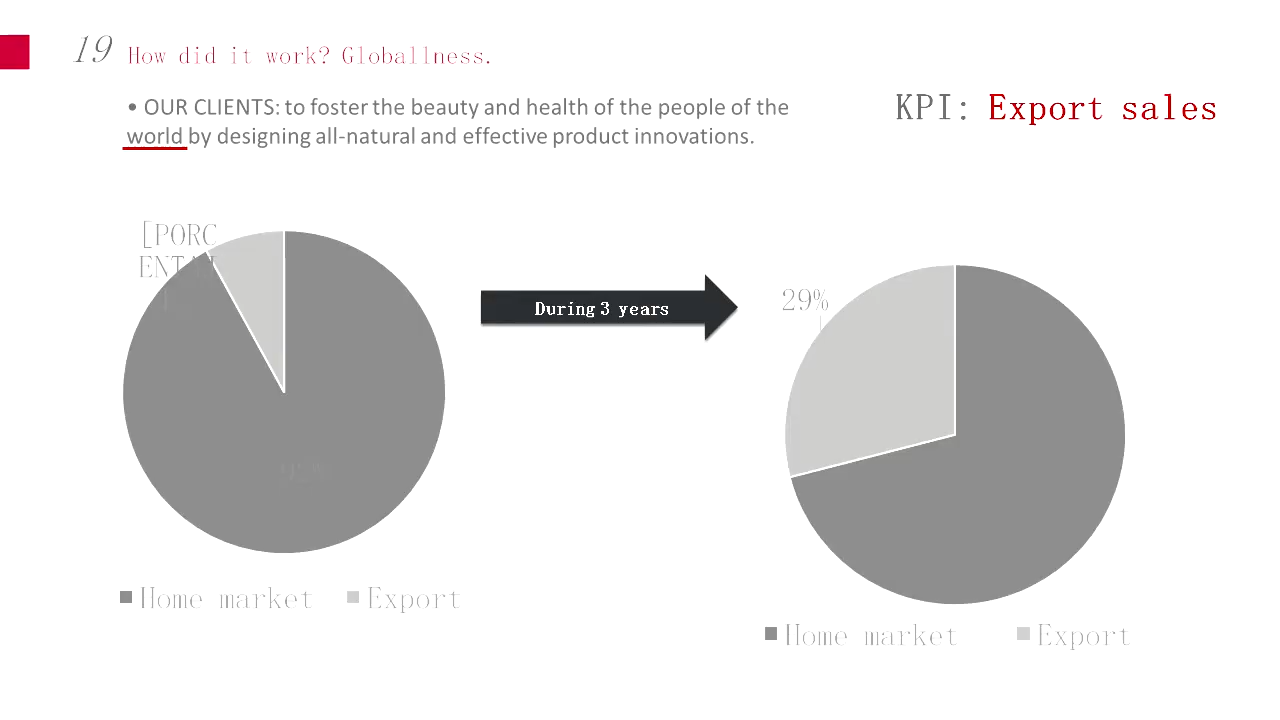 19 How did it work? Globallness.
• OUR CLIENTS: to foster the beauty and health of the people of the
world by designing all-natural and effective product innovations.
KPI: Export sales
[PORC
ENTAJ
During 3 years
29%
92%
■ Home market ■ Export
■ Home market ■ Export